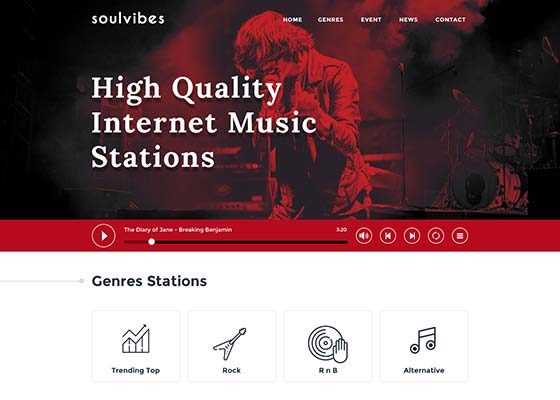 soulvibes
HOME GENRES EVENT NEWS CONTACT
High Quality
Internet Music
Stations
The Diary of Jane - Breaking Benjamin 3:20
Genres Stations
Trending Top
Rock
R n B
Alternative